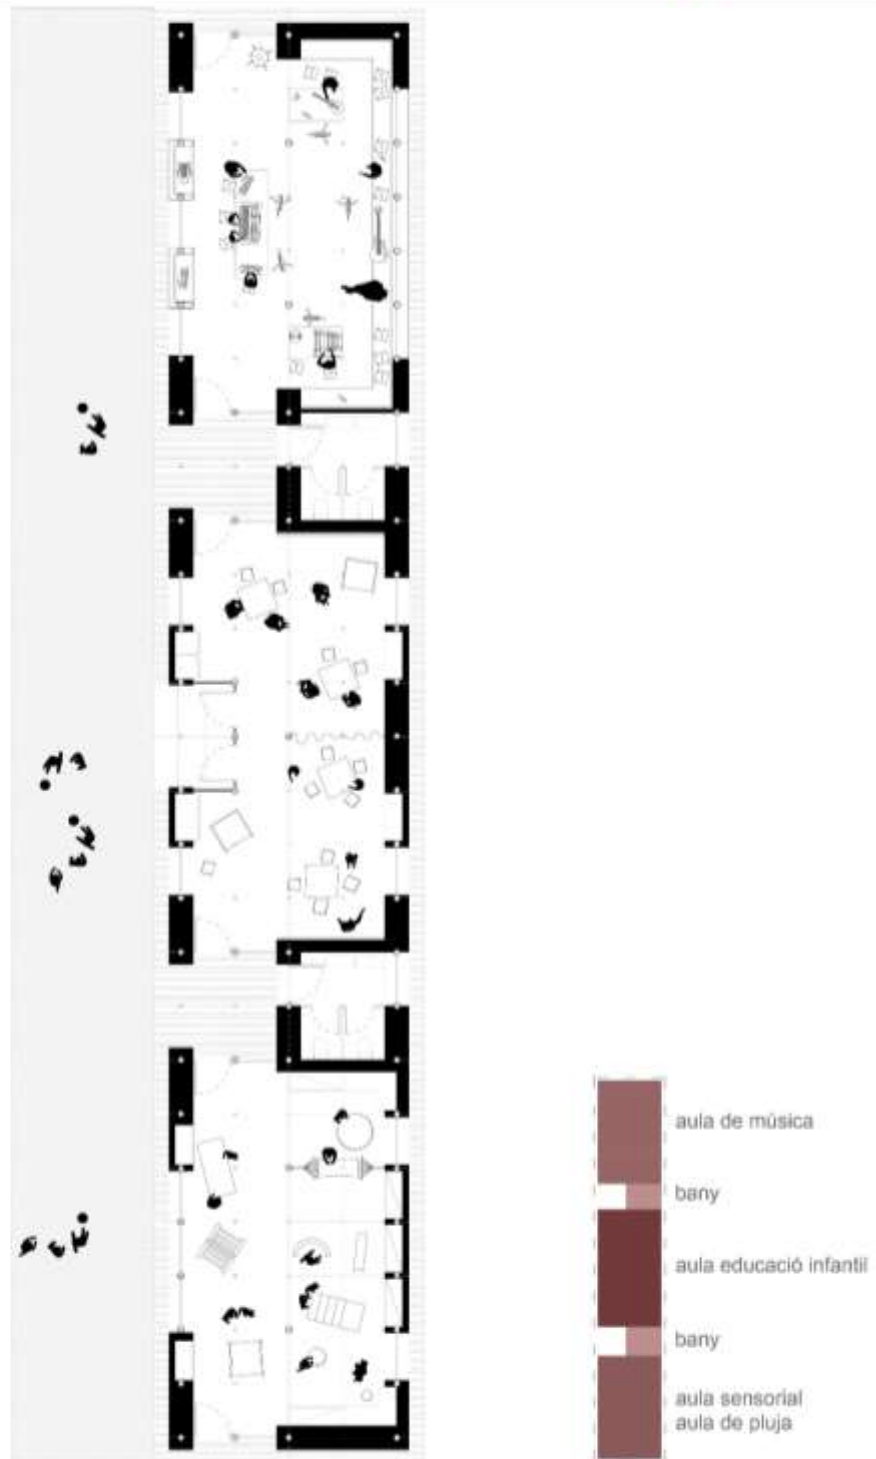 aula de música
bany
aula educació infantil
bany
aula sensorial
aula de pluja